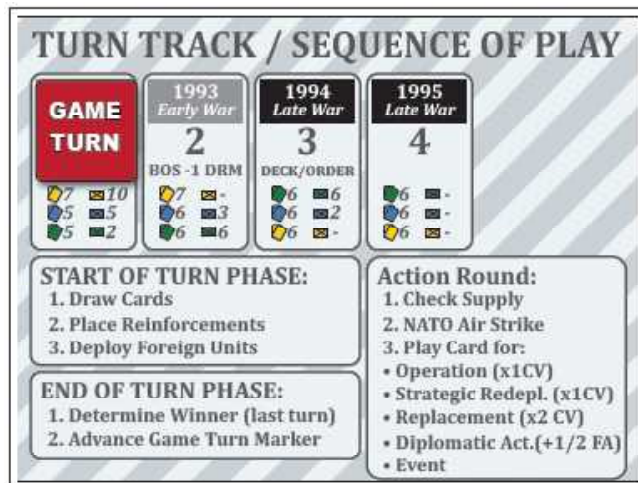 TURN TRACK / SEQUENCE OF PLAY
GAME
TURN
7 10
5 5
5 2
1993
Early War
2
BOS -1 DRM
7 -
6 3
6 6
1994
Late War
3
DECK/ORDER
6 6
6 2
6 -
1995
Late War
4
6 -
6 -
6 -
START OF TURN PHASE:
1. Draw Cards
2. Place Reinforcements
3. Deploy Foreign Units
END OF TURN PHASE:
1. Determine Winner (last turn)
2. Advance Game Turn Marker
Action Round:
1. Check Supply
2. NATO Air Strike
3. Play Card for:
• Operation (x1CV)
• Strategic Redepl. (x1CV)
• Replacement (x2 CV)
• Diplomatic Act.(+1/2 FA)
• Event